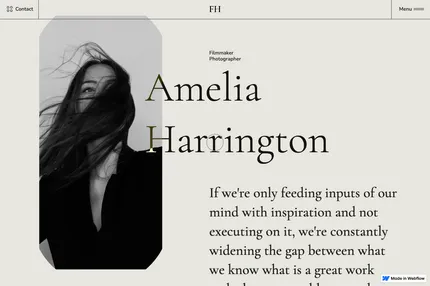 Contact
FH
Menu
Filmmaker
Photographer
Amelia
Harrington
If we're only feeding inputs of our
mind with inspiration and not
executing on it, we're constantly
widening the gap between what
we know what is a great work
Made in Webflow